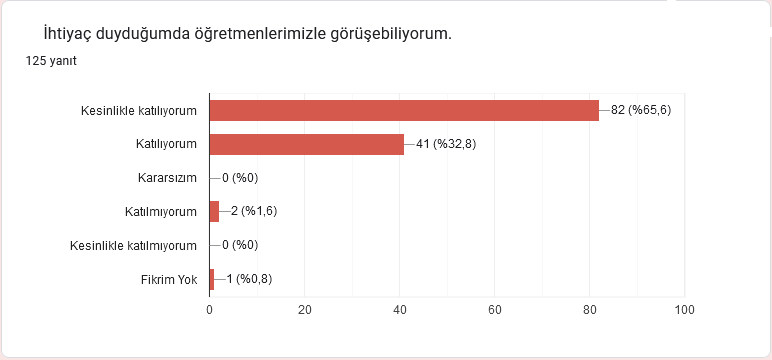 İhtiyaç duyduğumda öğretmenlerimizle görüşebiliyorum.
125 yanıt
Kesinlikle katılıyorum 82 (%65,6)
Katılıyorum 41 (%32,8)
Kararsızım 0 (%0)
Katılmıyorum 2 (%1,6)
Kesinlikle katılmıyorum 0 (%0)
Fikrim Yok 1 (%0,8)
0 20 40 60 80 100